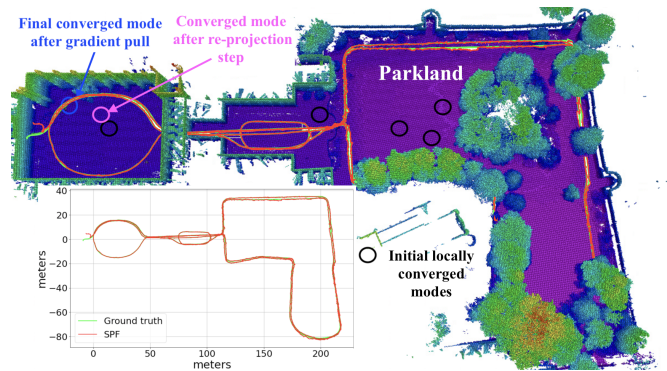 Final converged mode
after gradient pull
Converged mode
after re-projection
step
Parkland
Initial locally
converged
modes
40
20
0
−20
−40
−60
−80
meters
Ground truth
SPF
0
50
100
150
200
meters